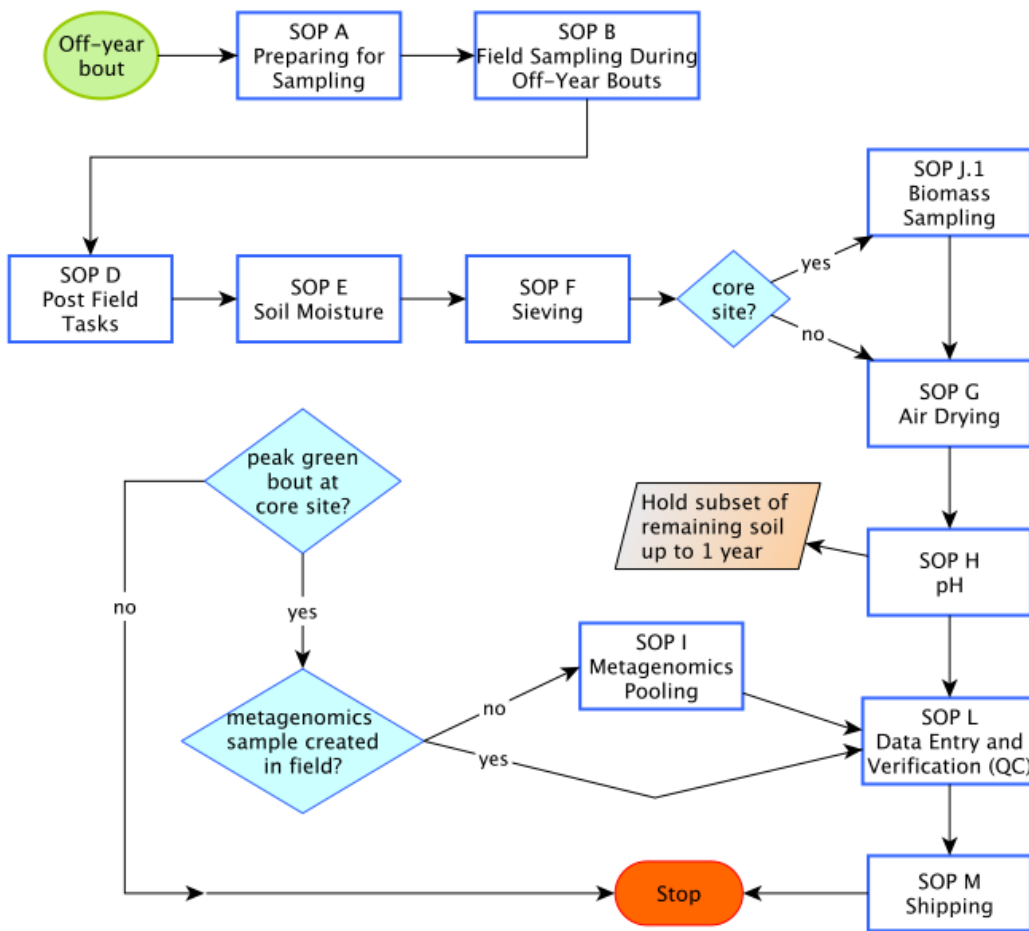 Off-year
bout
SOP A
Preparing for
Sampling
SOP B
Field Sampling During
Off-Year Bouts
SOP J.1
Biomass
Sampling
SOP D
Post Field
Tasks
SOP E
Soil Moisture
SOP F
Sieving
core
site?
yes
no
SOP G
Air Drying
peak green
bout at
core site?
Hold subset of
remaining soil
up to 1 year
SOP H
pH
no
yes
SOP I
Metagenomics
Pooling
metagenomics
sample created
in field?
no
yes
SOP L
Data Entry and
Verification (QC)
Stop
SOP M
Shipping